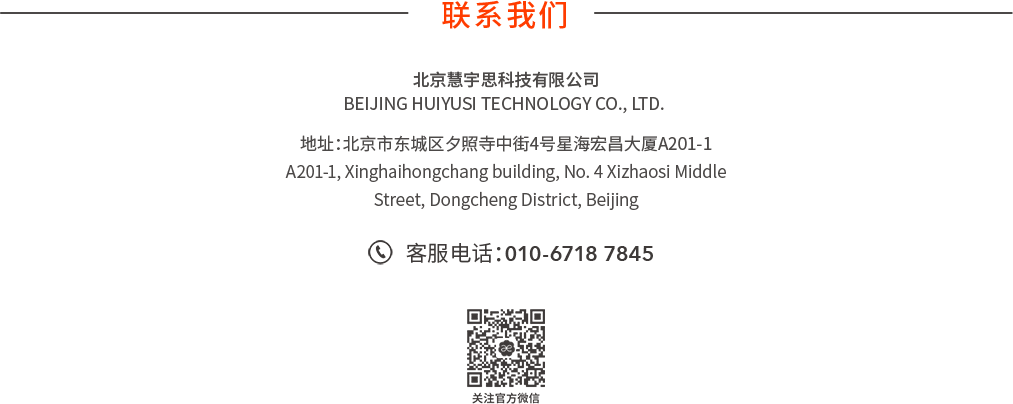 联系我们
北京慧宇思科技有限公司
BEIJING HUIYUSI TECHNOLOGY CO., LTD.
地址：北京市东城区夕照寺中街4号星海宏昌大厦A201-1
A201-1, Xinghaihongchang building, No. 4 Xizhaosi Middle
Street, Dongcheng District, Beijing
客服电话：010-6718 7845
关注官方微信